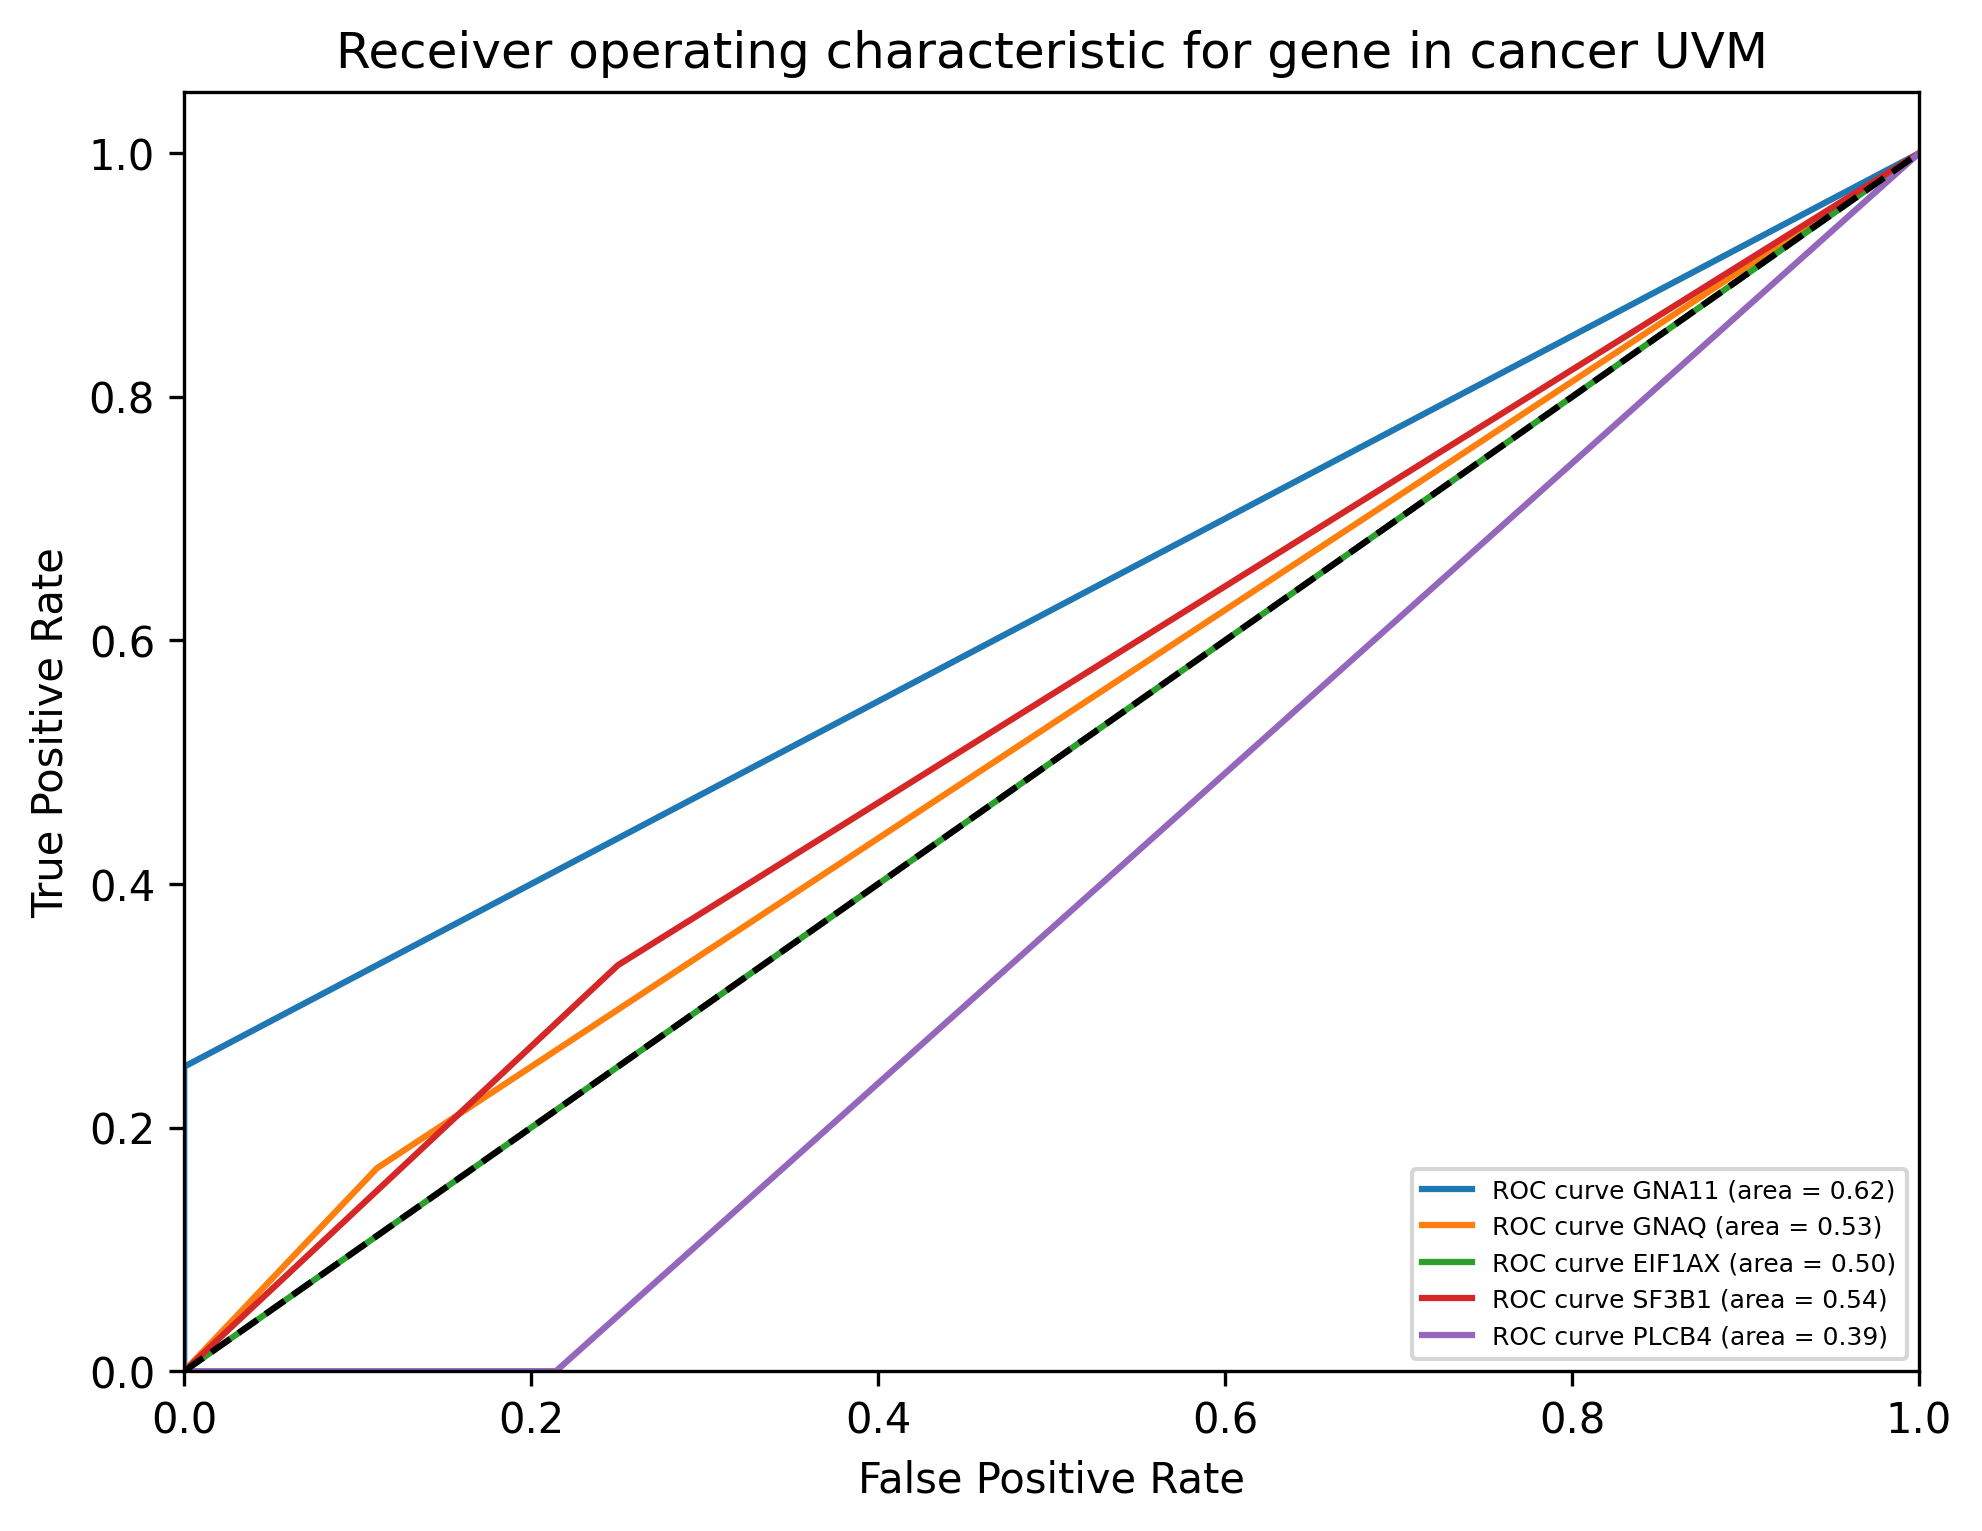 Receiver operating characteristic for gene in cancer UVM
True Positive Rate
1.0
0.8
0.6
0.4
0.2
0.0
ROC curve GNA11 (area = 0.62)
ROC curve GNAQ (area = 0.53)
ROC curve EIF1AX (area = 0.50)
ROC curve SF3B1 (area = 0.54)
ROC curve PLCB4 (area = 0.39)
0.0 0.2 0.4 0.6 0.8 1.0
False Positive Rate